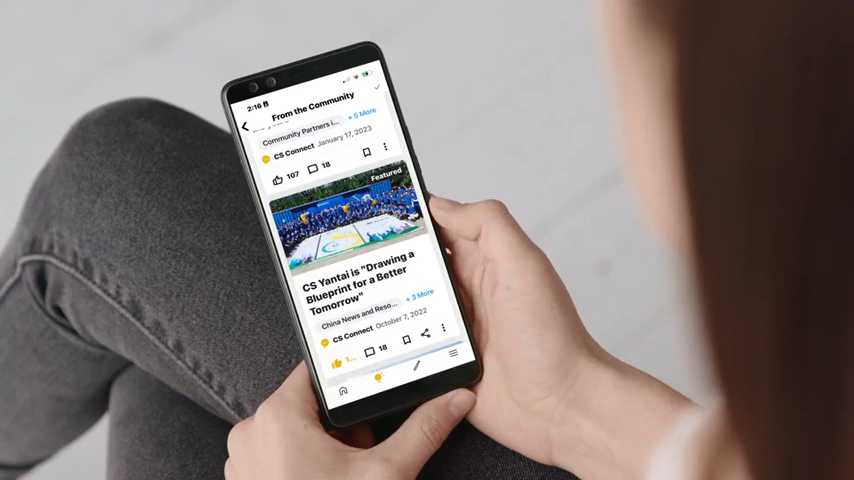 2:16
From the Community
Community Partners i...
+ 5 More
CS Connect January 17, 2023
107 18
Featured
CS Yantai is "Drawing a
Blueprint for a Better
Tomorrow"
China News and Reso...
+ 3 More
CS Connect October 7, 2022
1... 18